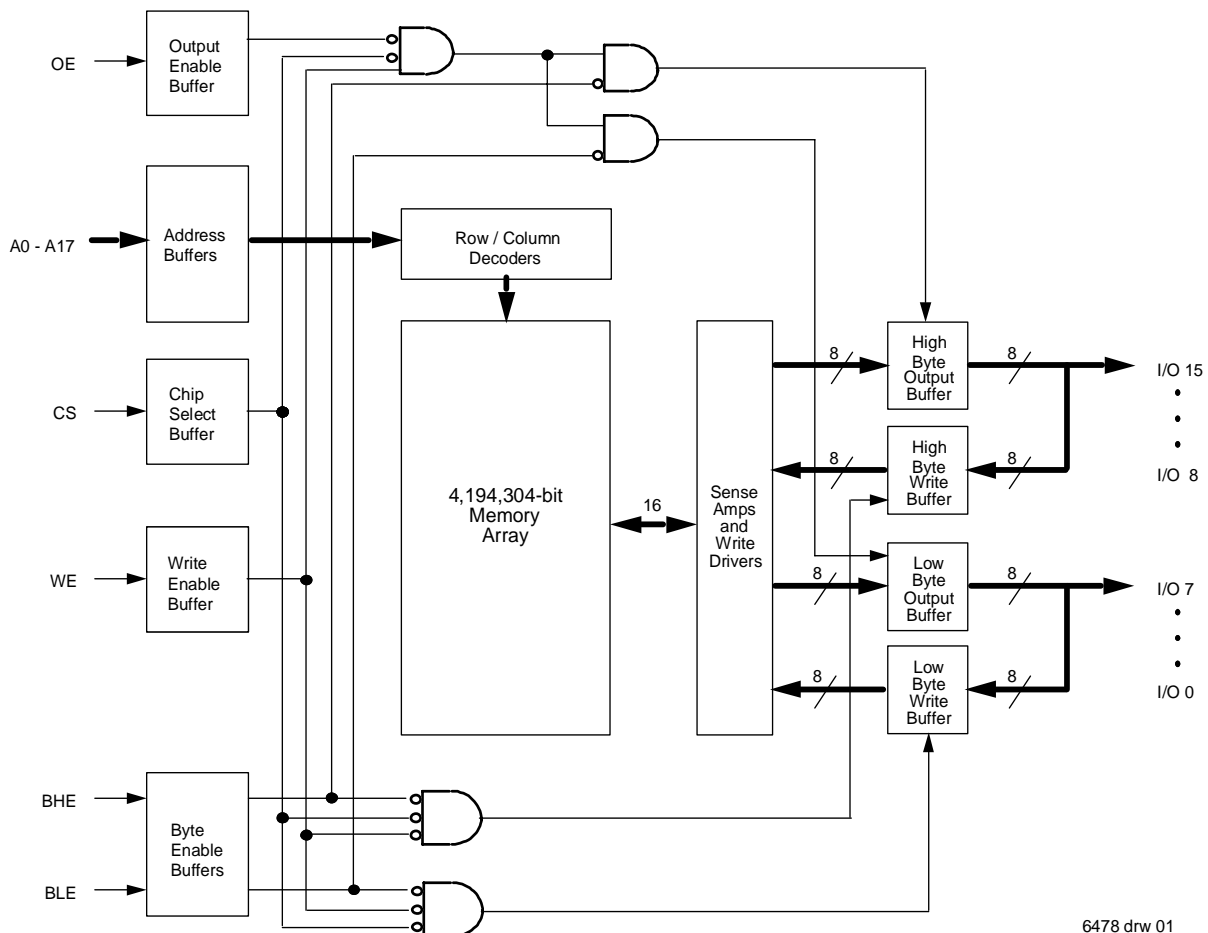 OE
Output
Enable
Buffer
A0 - A17
Address
Buffers
Row / Column
Decoders
CS
Chip
Select
Buffer
WE
Write
Enable
Buffer
4,194,304-bit
Memory
Array
16
Sense
Amps
and
Write
Drivers
8
High
Byte
Output
Buffer
8
I/O 15
8
High
Byte
Write
Buffer
8
I/O 8
8
Low
Byte
Output
Buffer
8
I/O 7
8
Low
Byte
Write
Buffer
8
I/O 0
BHE
Byte
Enable
Buffers
BLE
6478 drw 01